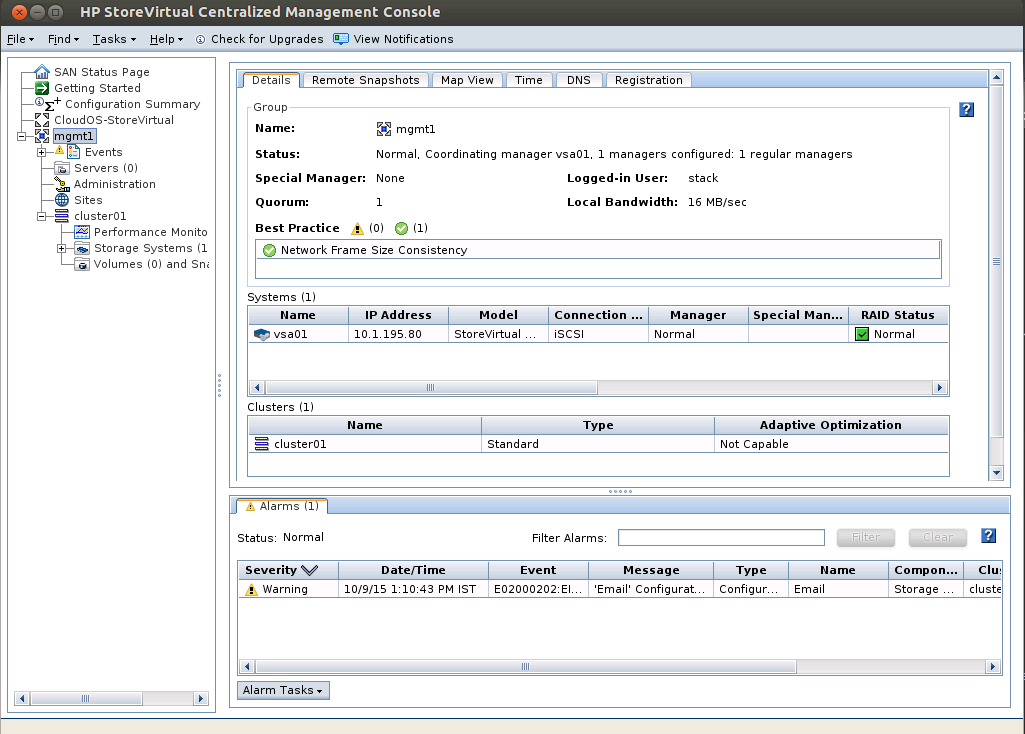 HP StoreVirtual Centralized Management Console
File Find Tasks Help Check for Upgrades View Notifications
SAN Status Page
Getting Started
Configuration Summary
CloudOS-StoreVirtual
mgmt1
Events
Servers (0)
Administration
Sites
cluster01
Performance Monito
Storage Systems (1
Volumes (0) and Sna
Details Remote Snapshots Map View Time DNS Registration
Group
Name: mgmt1
Status: Normal, Coordinating manager vsa01, 1 managers configured: 1 regular managers
Special Manager: None Logged-in User: stack
Quorum: 1 Local Bandwidth: 16 MB/sec
Best Practice (0) (1)
Network Frame Size Consistency
Systems (1)
Name IP Address Model Connection ... Manager Special Man... RAID Status
vsa01 10.1.195.80 StoreVirtual ... iSCSI Normal Normal
Clusters (1)
Name Type Adaptive Optimization
cluster01 Standard Not Capable
Alarms (1)
Status: Normal Filter Alarms: Filter Clear
Severity Date/Time Event Message Type Name Compon... Clu
Warning 10/9/15 1:10:43 PM IST E02000202:EI... 'Email' Configurat... Configur... Email Storage ... cluste
Alarm Tasks